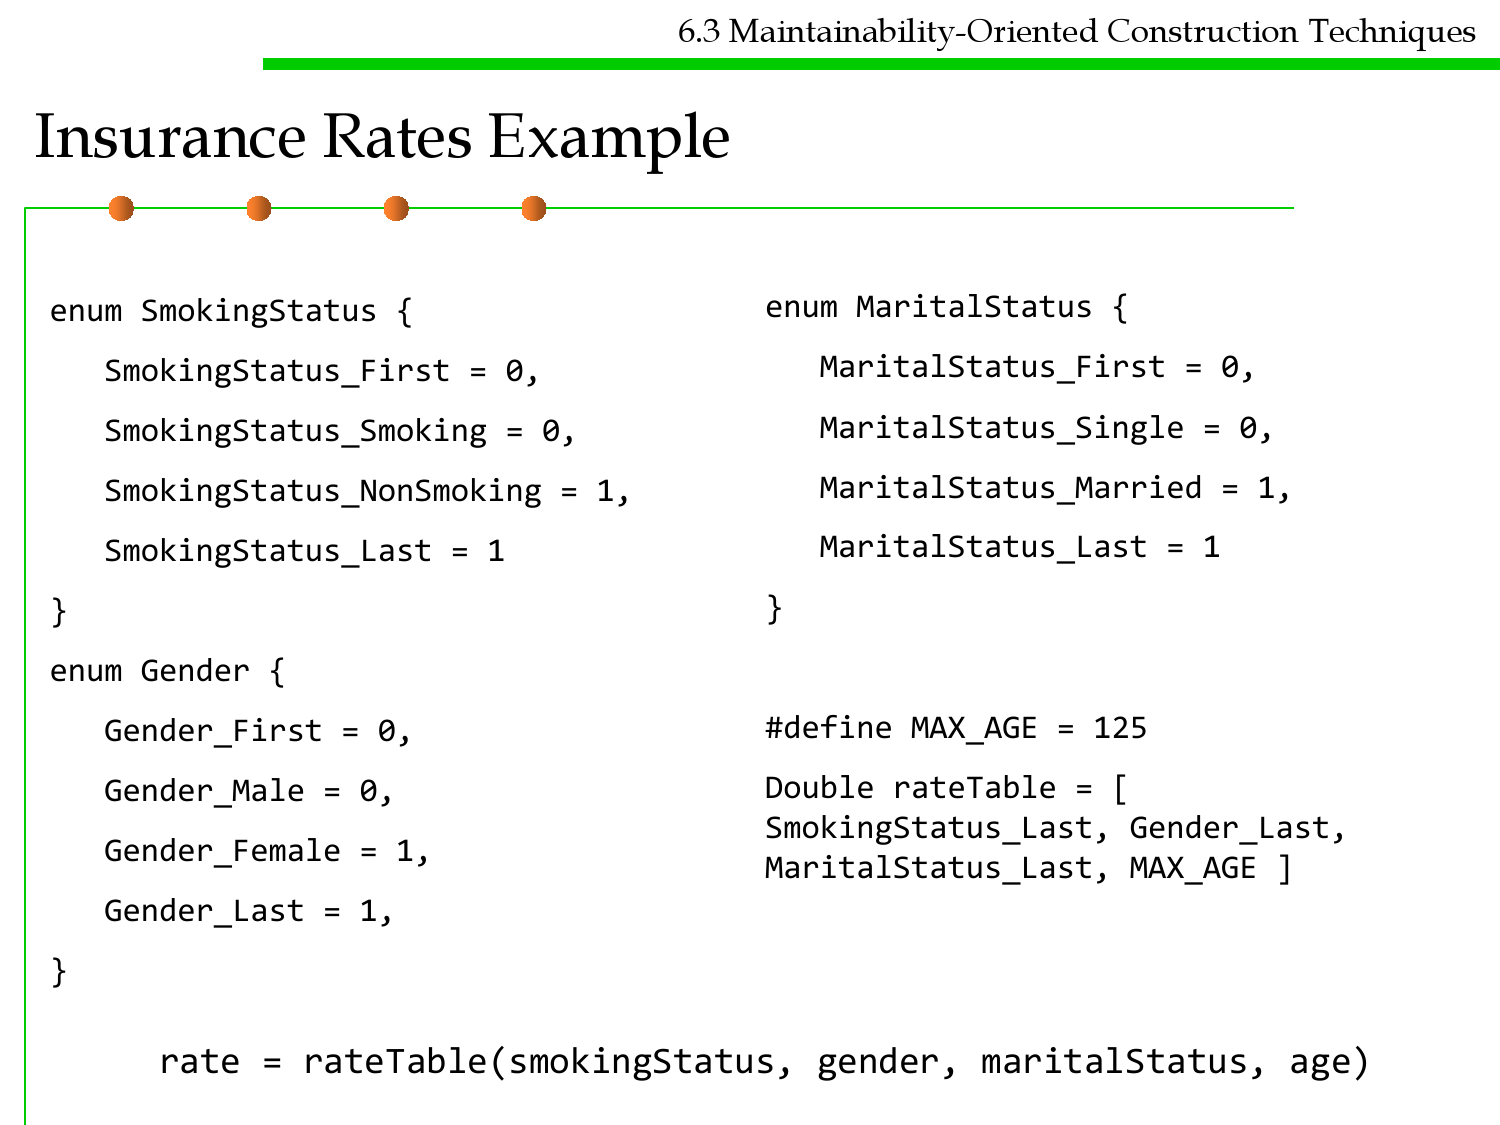 6.3 Maintainability-Oriented Construction Techniques
Insurance Rates Example
enum SmokingStatus {
SmokingStatus_First = 0,
SmokingStatus_Smoking = 0,
SmokingStatus_NonSmoking = 1,
SmokingStatus_Last = 1
}
enum Gender {
Gender_First = 0,
Gender_Male = 0,
Gender_Female = 1,
Gender_Last = 1,
}
enum MaritalStatus {
MaritalStatus_First = 0,
MaritalStatus_Single = 0,
MaritalStatus_Married = 1,
MaritalStatus_Last = 1
}
#define MAX_AGE = 125
Double rateTable = [
SmokingStatus_Last, Gender_Last,
MaritalStatus_Last, MAX_AGE ]
rate = rateTable(smokingStatus, gender, maritalStatus, age)